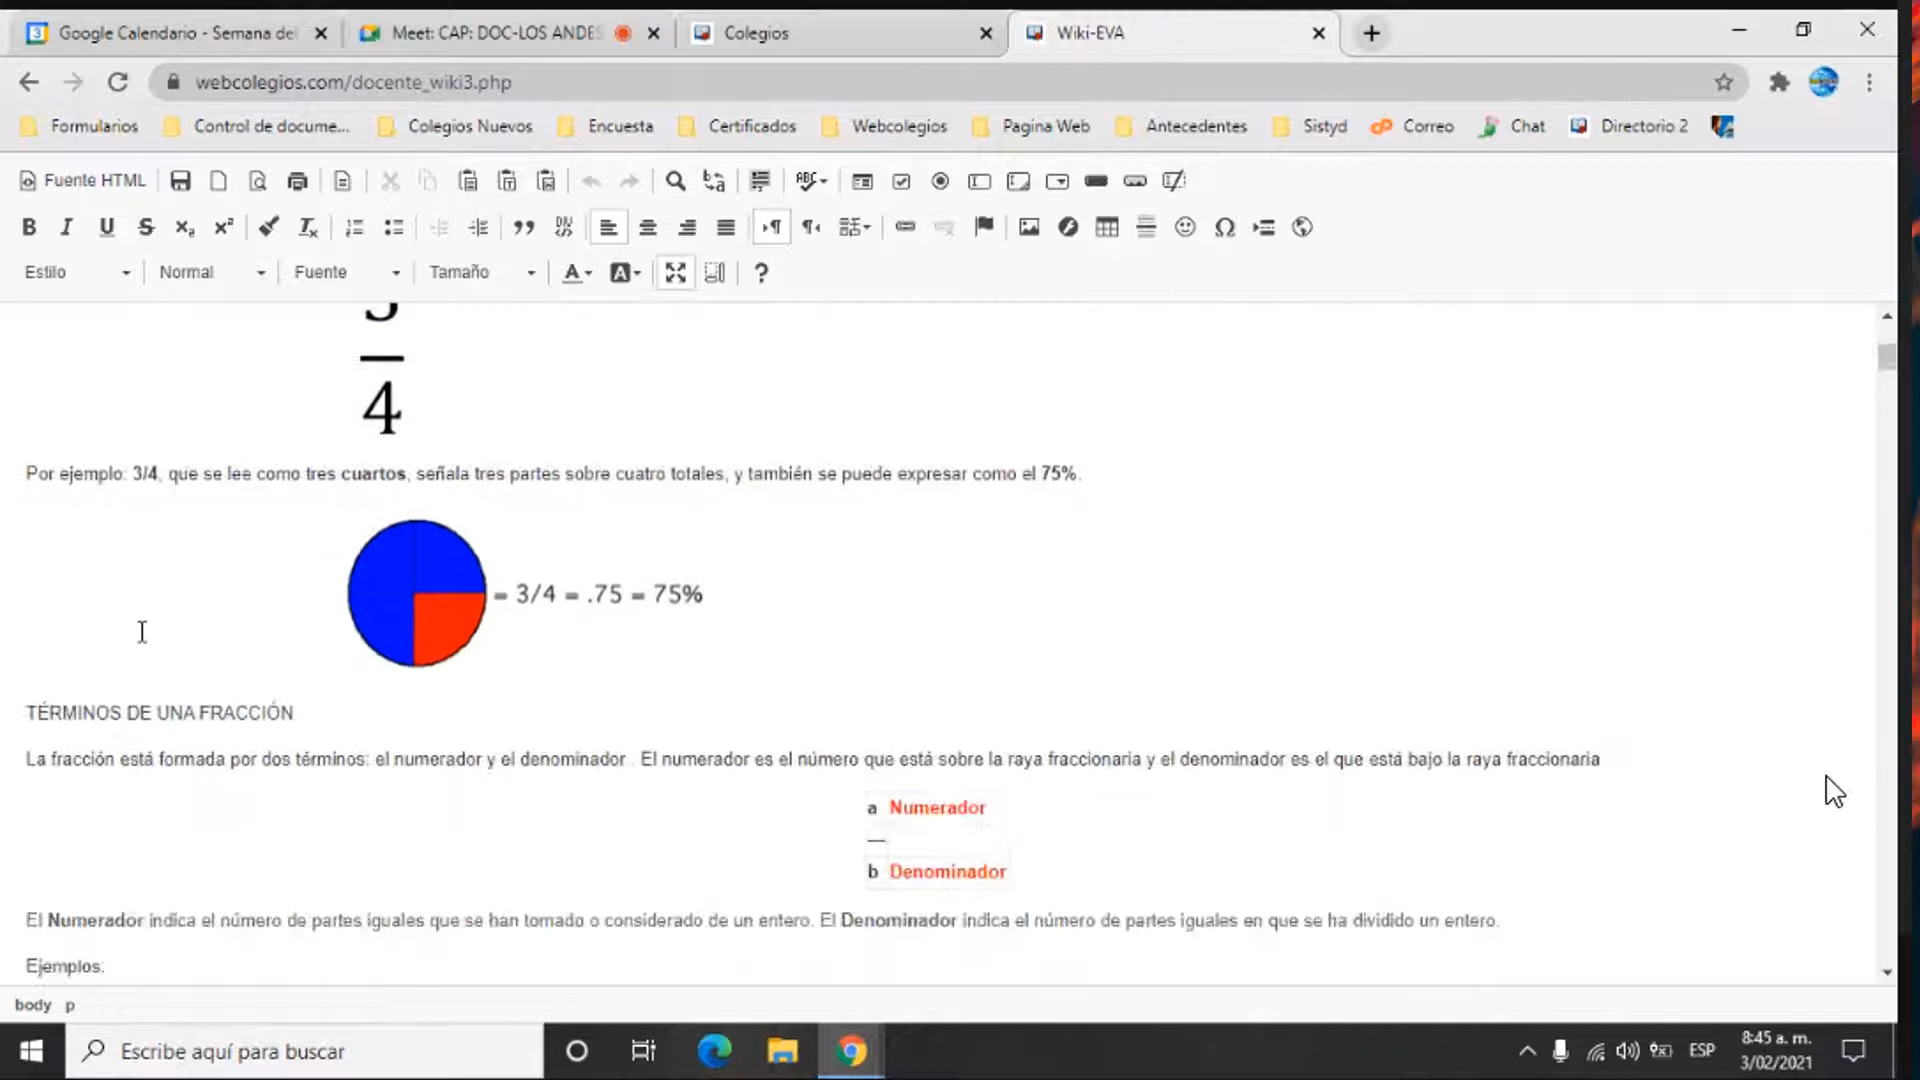 Google Calendario - Semana del
Meet: CAP: DOC-LOS ANDES
Colegios
Wiki-EVA
webcolegios.com/docente_wiki3.php
Formularios
Control de docume...
Colegios Nuevos
Encuesta
Certificados
Webcolegios
Pagina Web
Antecedentes
Sistyd
Correo
Chat
Directorio 2
Fuente HTML
Estilo
Normal
Fuente
Tamaño
4
Por ejemplo: 3/4, que se lee como tres cuartos, señala tres partes sobre cuatro totales, y también se puede expresar como el 75%.
= 3/4 = .75 = 75%
TÉRMINOS DE UNA FRACCIÓN
La fracción está formada por dos términos: el numerador y el denominador . El numerador es el número que está sobre la raya fraccionaria y el denominador es el que está bajo la raya fraccionaria
a Numerador
—
b Denominador
El Numerador indica el número de partes iguales que se han tomado o considerado de un entero. El Denominador indica el número de partes iguales en que se ha dividido un entero.
Ejemplos:
body p
Escribe aquí para buscar
ESP
8:45 a. m.
3/02/2021